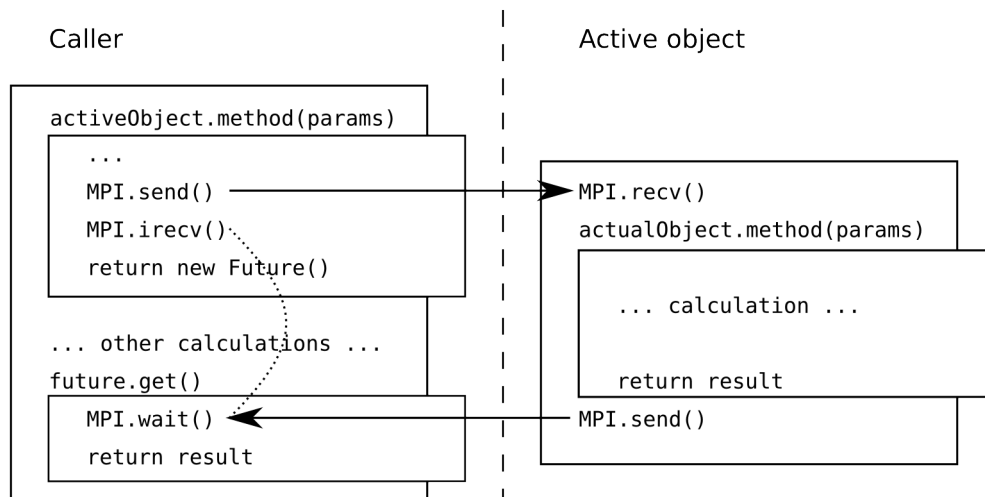 Caller
activeObject.method(params)
...
MPI.send()
MPI.irecv()
return new Future()
... other calculations ...
future.get()
MPI.wait()
return result
Active object
MPI.recv()
actualObject.method(params)
... calculation ...
return result
MPI.send()